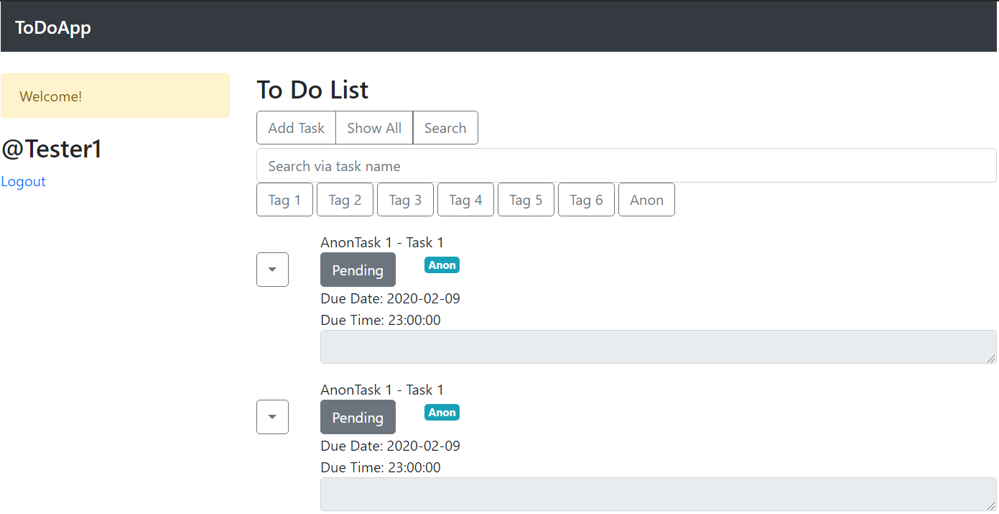 ToDoApp
Welcome!
@Tester1
Logout
To Do List
Add Task Show All Search
Search via task name
Tag 1 Tag 2 Tag 3 Tag 4 Tag 5 Tag 6 Anon
AnonTask 1 - Task 1
Pending Anon
Due Date: 2020-02-09
Due Time: 23:00:00
AnonTask 1 - Task 1
Pending Anon
Due Date: 2020-02-09
Due Time: 23:00:00